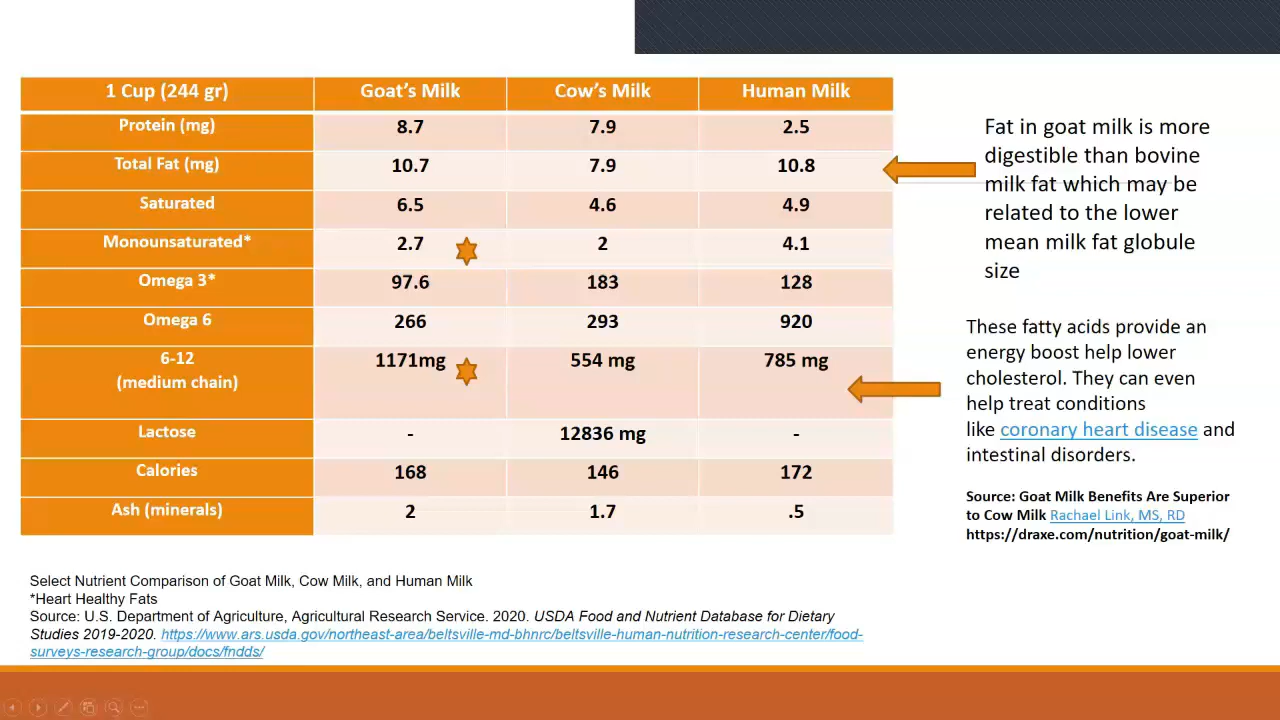 1 Cup (244 gr) Goat's Milk Cow's Milk Human Milk
Protein (mg) 8.7 7.9 2.5
Total Fat (mg) 10.7 7.9 10.8
Saturated 6.5 4.6 4.9
Monounsaturated* 2.7 2 4.1
Omega 3* 97.6 183 128
Omega 6 266 293 920
6-12 1171mg 554 mg 785 mg
(medium chain)
Lactose - 12836 mg -
Calories 168 146 172
Ash (minerals) 2 1.7 .5
Fat in goat milk is more
digestible than bovine
milk fat which may be
related to the lower
mean milk fat globule
size
These fatty acids provide an
energy boost help lower
cholesterol. They can even
help treat conditions
like coronary heart disease and
intestinal disorders.
Source: Goat Milk Benefits Are Superior
to Cow Milk Rachael Link, MS, RD
https://draxe.com/nutrition/goat-milk/
Select Nutrient Comparison of Goat Milk, Cow Milk, and Human Milk
*Heart Healthy Fats
Source: U.S. Department of Agriculture, Agricultural Research Service. 2020. USDA Food and Nutrient Database for Dietary
Studies 2019-2020. https://www.ars.usda.gov/northeast-area/beltsville-md-bhnrc/beltsville-human-nutrition-research-center/food-
surveys-research-group/docs/fndds/